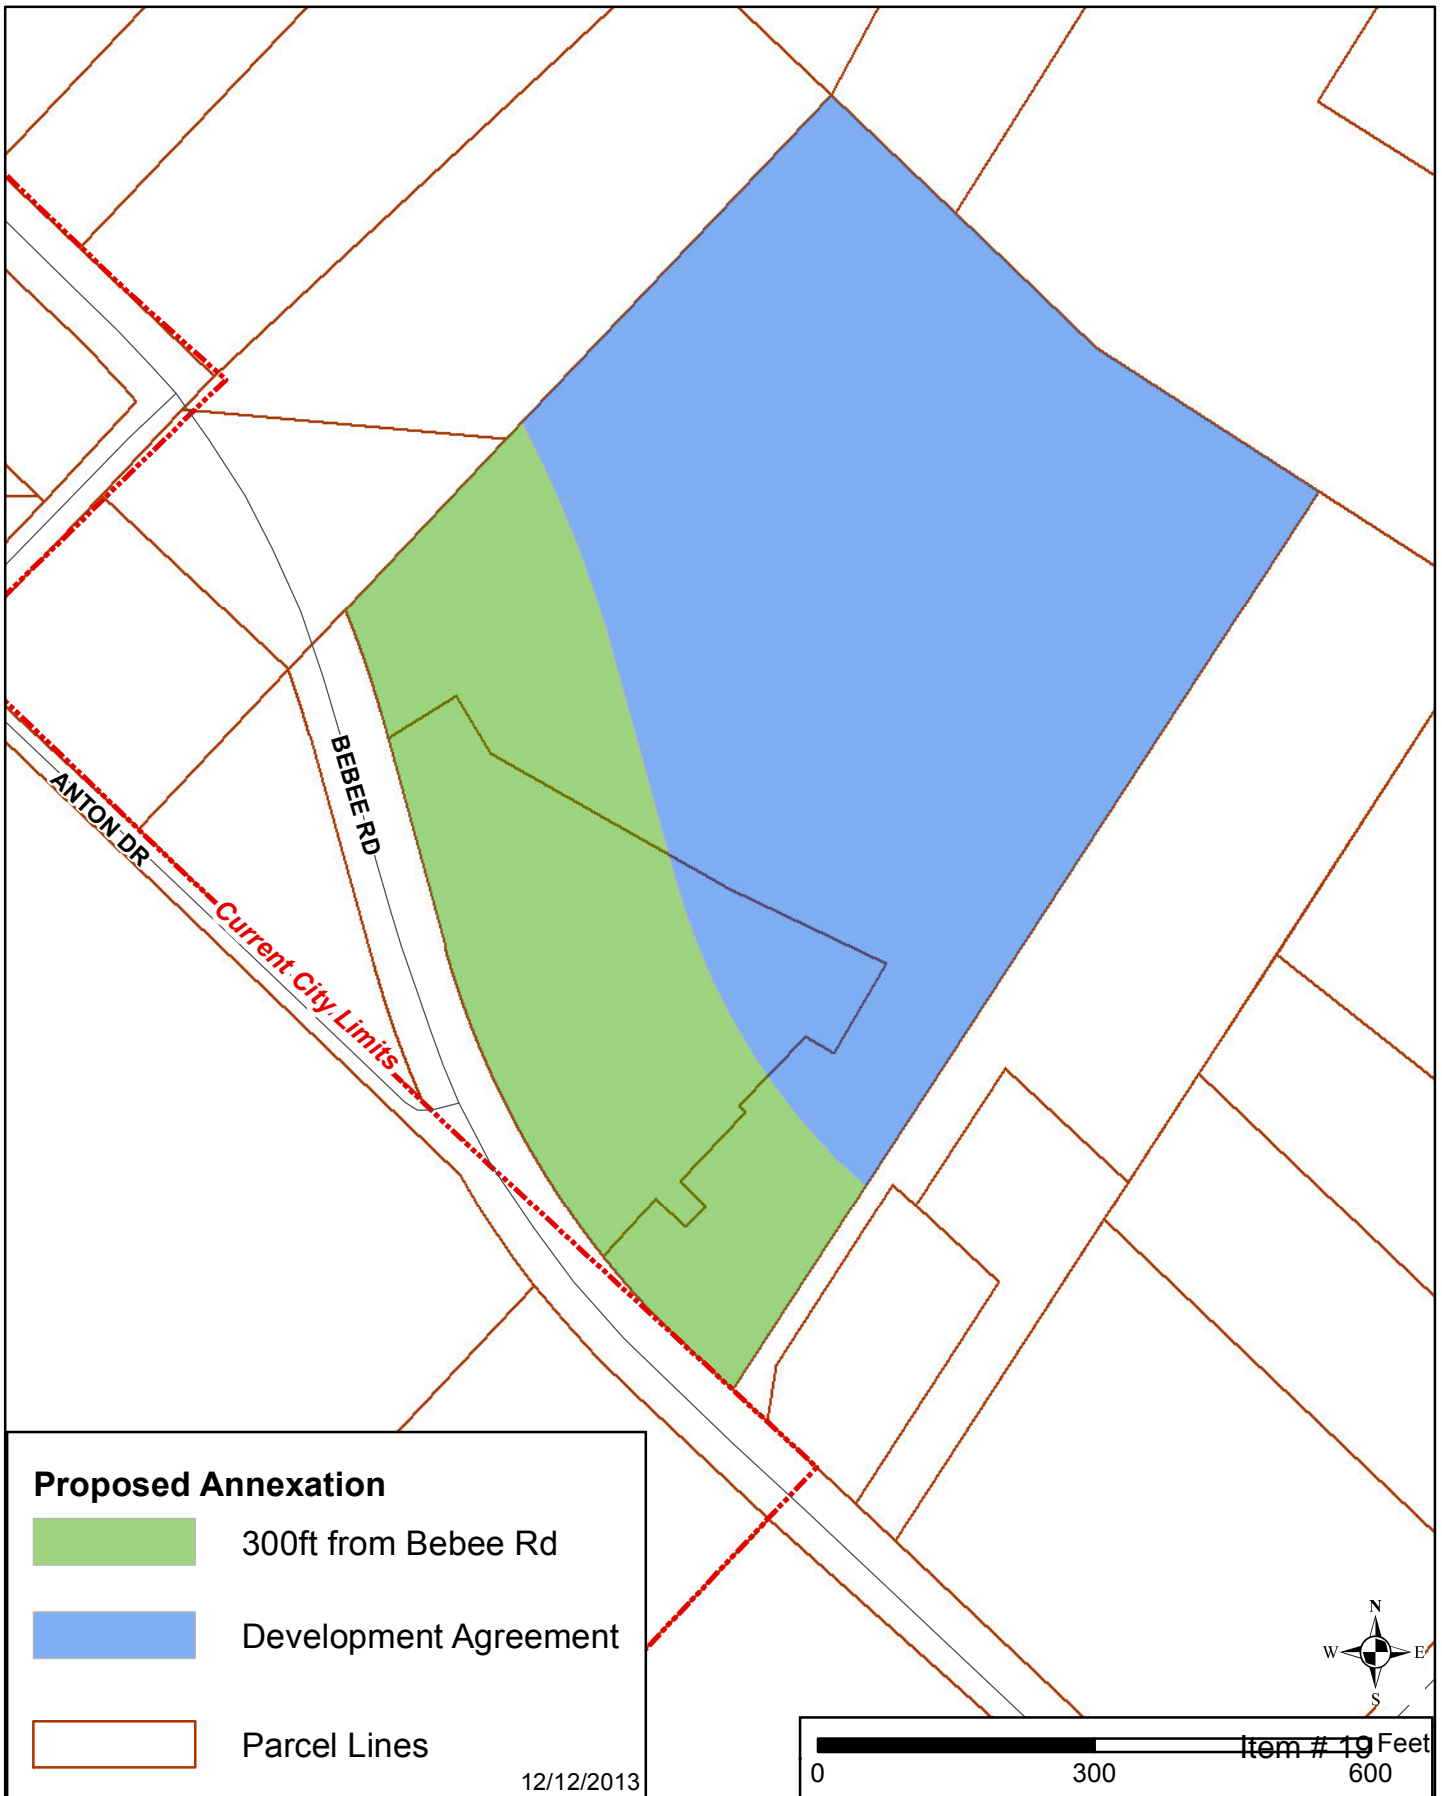 BEBEE RD
ANTON DR
Current City Limits
Proposed Annexation
300ft from Bebee Rd
Development Agreement
Parcel Lines
12/12/2013
N
W
E
S
Item # 19
Feet
0
300
600